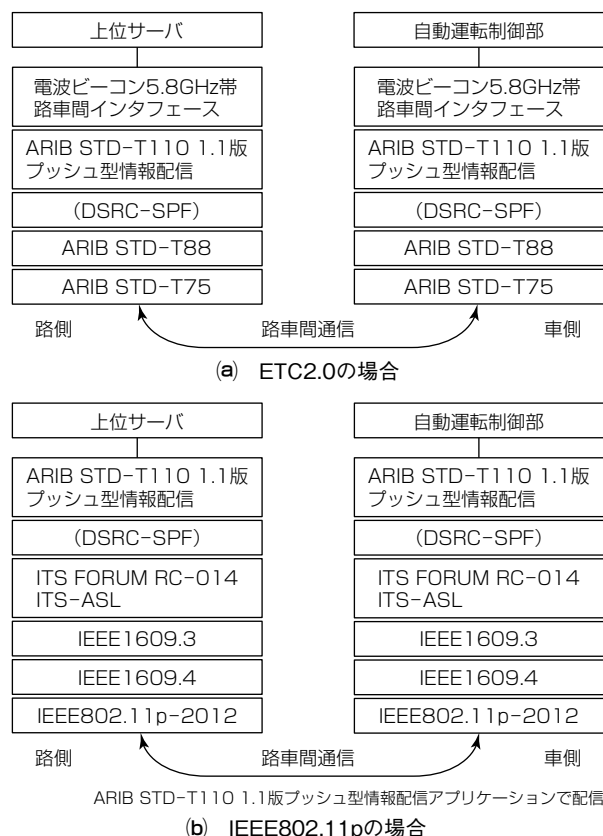 上位サーバ
自動運転制御部
電波ビーコン5.8GHz帯
路車間インタフェース
電波ビーコン5.8GHz帯
路車間インタフェース
ARIB STD-T110 1.1版
プッシュ型情報配信
ARIB STD-T110 1.1版
プッシュ型情報配信
(DSRC-SPF)
(DSRC-SPF)
ARIB STD-T88
ARIB STD-T88
ARIB STD-T75
ARIB STD-T75
路側
路車間通信
車側
(a) ETC2.0の場合
上位サーバ
自動運転制御部
ARIB STD-T110 1.1版
プッシュ型情報配信
ARIB STD-T110 1.1版
プッシュ型情報配信
(DSRC-SPF)
(DSRC-SPF)
ITS FORUM RC-014
ITS-ASL
ITS FORUM RC-014
ITS-ASL
IEEE1609.3
IEEE1609.3
IEEE1609.4
IEEE1609.4
IEEE802.11p-2012
IEEE802.11p-2012
路側
路車間通信
車側
ARIB STD-T110 1.1版プッシュ型情報配信アプリケーションで配信
(b) IEEE802.11pの場合